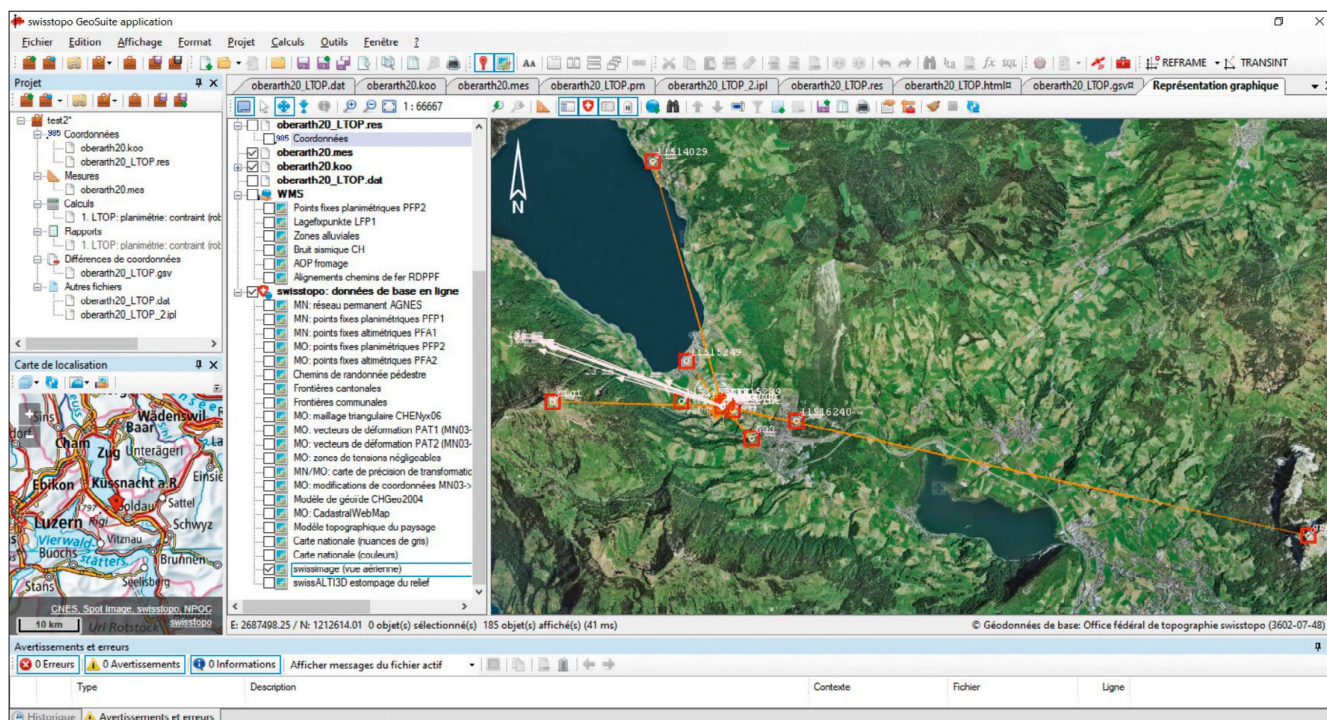 swisstopo GeoSuite application
Fichier Edition Affichage Format Projet Calculs Outils Fenêtre ?
REFRAME TRANSINT
Projet
oberarth20_LTOP.dat oberarth20.koo oberarth20.mes oberarth20_LTOP.prn oberarth20_LTOP_2.ipl oberarth20_LTOP.res oberarth20_LTOP.html¤ oberarth20_LTOP.gsv¤ Représentation graphique
1: 66667
test2*
985 Coordonnées
oberarth20.koo
oberarth20_LTOP.res
Mesures
oberarth20.mes
Calculs
1. LTOP: planimétrie: contraint (rob
Rapports
1. LTOP: planimétrie: contraint (rob
Différences de coordonnées
oberarth20_LTOP.gsv
Autres fichiers
oberarth20_LTOP.dat
oberarth20_LTOP_2.ipl
Carte de localisation
Sins
Wädenswil
Baar
Cham
Zug
Unterägeri
Einsie
Ebikon
Küssnacht a.R.
Goldau
Sattel
1797
Rigi
Luzern
Schwyz
Vierwald
Vitznau
Buochs
stätters
Brunnen
Seelisberg
Stans
CNES, Spot Image, swisstopo, NPOC
swisstopo
10 km
Uri Rotstock
oberarth20_LTOP.res
985 Coordonnées
oberarth20.mes
oberarth20.koo
oberarth20_LTOP.dat
WMS
Points fixes planimétriques PFP2
Lagefixpunkte LFP1
Zones alluviales
Bruit sismique CH
AOP fromage
Alignements chemins de fer RDPPF
swisstopo: données de base en ligne
MN: réseau permanent AGNES
MN: points fixes planimétriques PFP1
MN: points fixes altimétriques PFA1
MO: points fixes planimétriques PFP2
MO: points fixes altimétriques PFA2
Chemins de randonnée pédestre
Frontières cantonales
Frontières communales
MO: maillage triangulaire CHENyx06
MO: vecteurs de déformation PAT1 (MN03-
MO: vecteurs de déformation PAT2 (MN03-
MO: zones de tensions négligeables
MN/MO: carte de précision de transformatic
MO: modifications de coordonnées MN03->
Modèle de géoïde CHGeo2004
MO: CadastralWebMap
Modèle topographique du paysage
Carte nationale (nuances de gris)
Carte nationale (couleurs)
swissimage (vue aérienne)
swissALTI3D estompage du relief
N
11514029
11515249
11516240
E: 2687498.25 / N: 1212614.01 0 objet(s) sélectionné(s) 185 objet(s) affiché(s) (41 ms)
© Géodonnées de base: Office fédéral de topographie swisstopo (3602-07-48)
Avertissements et erreurs
0 Erreurs 0 Avertissements 0 Informations Afficher messages du fichier actif
Type Description Contexte Fichier Ligne
Historique Avertissements et erreurs